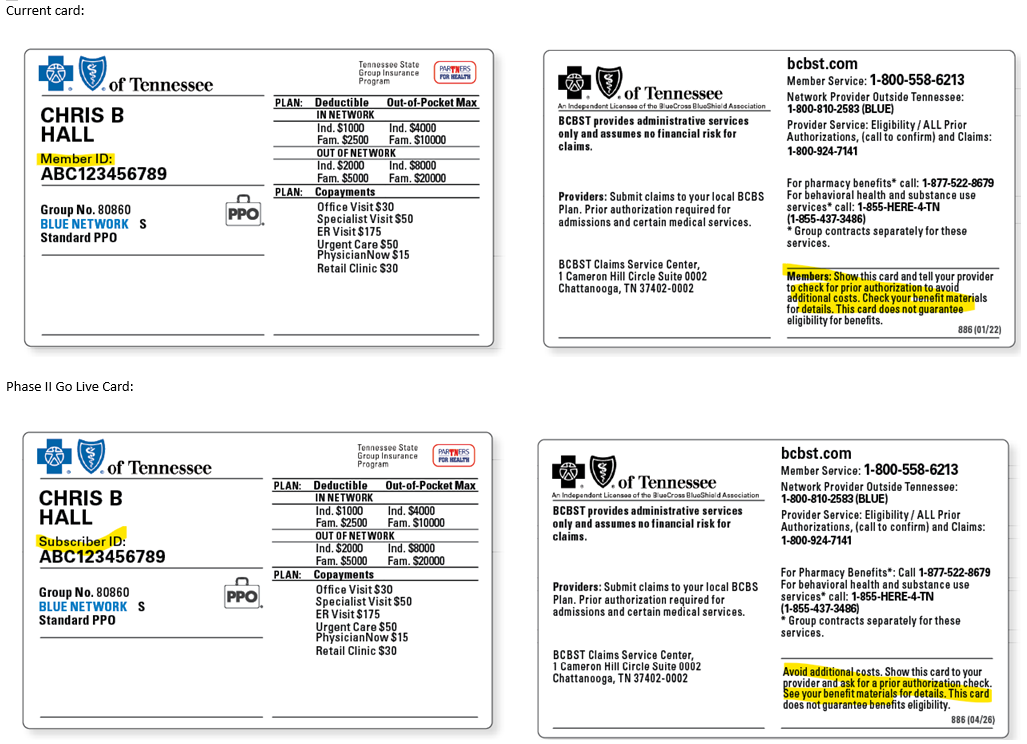 Current card:
of Tennessee
Tennessee State
Group Insurance
Program
PARTNERS
FOR HEALTH
CHRIS B
HALL
Member ID:
ABC123456789
Group No. 80860
BLUE NETWORK S
Standard PPO
PPO
PLAN: Deductible Out-of-Pocket Max
IN NETWORK
Ind. $1000 Ind. $4000
Fam. $2500 Fam. $10000
OUT OF NETWORK
Ind. $2000 Ind. $8000
Fam. $5000 Fam. $20000
PLAN: Copayments
Office Visit $30
Specialist Visit $50
ER Visit $175
Urgent Care $50
PhysicianNow $15
Retail Clinic $30
of Tennessee
An Independent Licensee of the BlueCross BlueShield Association
BCBST provides administrative services
only and assumes no financial risk for
claims.
Providers: Submit claims to your local BCBS
Plan. Prior authorization required for
admissions and certain medical services.
BCBST Claims Service Center,
1 Cameron Hill Circle Suite 0002
Chattanooga, TN 37402-0002
bcbst.com
Member Service: 1-800-558-6213
Network Provider Outside Tennessee:
1-800-810-2583 (BLUE)
Provider Service: Eligibility / ALL Prior
Authorizations, (call to confirm) and Claims:
1-800-924-7141
For pharmacy benefits* call: 1-877-522-8679
For behavioral health and substance use
services* call: 1-855-HERE-4-TN
(1-855-437-3486)
* Group contracts separately for these
services.
Members: Show this card and tell your provider
to check for prior authorization to avoid
additional costs. Check your benefit materials
for details. This card does not guarantee
eligibility for benefits.
886 (01/22)
Phase II Go Live Card:
of Tennessee
Tennessee State
Group Insurance
Program
PARTNERS
FOR HEALTH
CHRIS B
HALL
Subscriber ID:
ABC123456789
Group No. 80860
BLUE NETWORK S
Standard PPO
PPO
PLAN: Deductible Out-of-Pocket Max
IN NETWORK
Ind. $1000 Ind. $4000
Fam. $2500 Fam. $10000
OUT OF NETWORK
Ind. $2000 Ind. $8000
Fam. $5000 Fam. $20000
PLAN: Copayments
Office Visit $30
Specialist Visit $50
ER Visit $175
Urgent Care $50
PhysicianNow $15
Retail Clinic $30
of Tennessee
An Independent Licensee of the BlueCross BlueShield Association
BCBST provides administrative services
only and assumes no financial risk for
claims.
Providers: Submit claims to your local BCBS
Plan. Prior authorization required for
admissions and certain medical services.
BCBST Claims Service Center,
1 Cameron Hill Circle Suite 0002
Chattanooga, TN 37402-0002
bcbst.com
Member Service: 1-800-558-6213
Network Provider Outside Tennessee:
1-800-810-2583 (BLUE)
Provider Service: Eligibility / ALL Prior
Authorizations, (call to confirm) and Claims:
1-800-924-7141
For Pharmacy Benefits*: Call 1-877-522-8679
For behavioral health and substance use
services* call: 1-855-HERE-4-TN
(1-855-437-3486)
* Group contracts separately for these
services.
Avoid additional costs. Show this card to your
provider and ask for a prior authorization check.
See your benefit materials for details. This card
does not guarantee benefits eligibility.
886 (04/26)